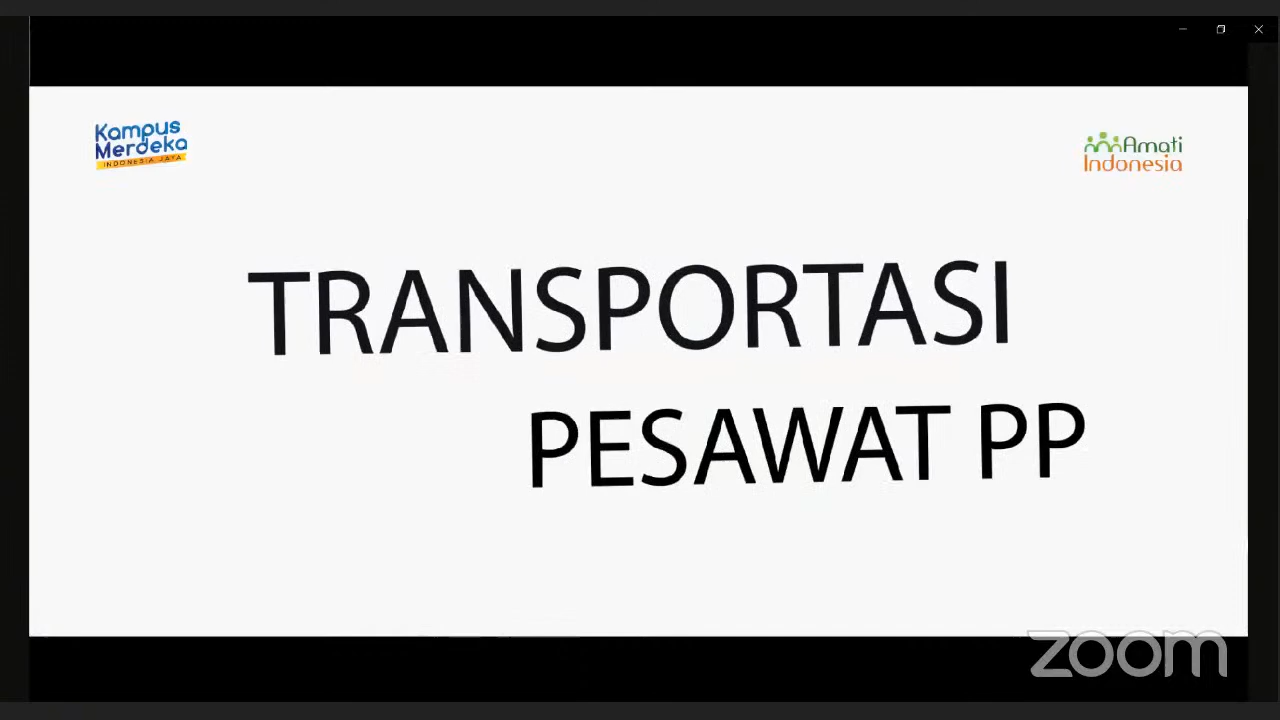 Kampus
Merdeka
INDONESIA JAYA
Amati
Indonesia
TRANSPORTASI
PESAWAT PP
zoom